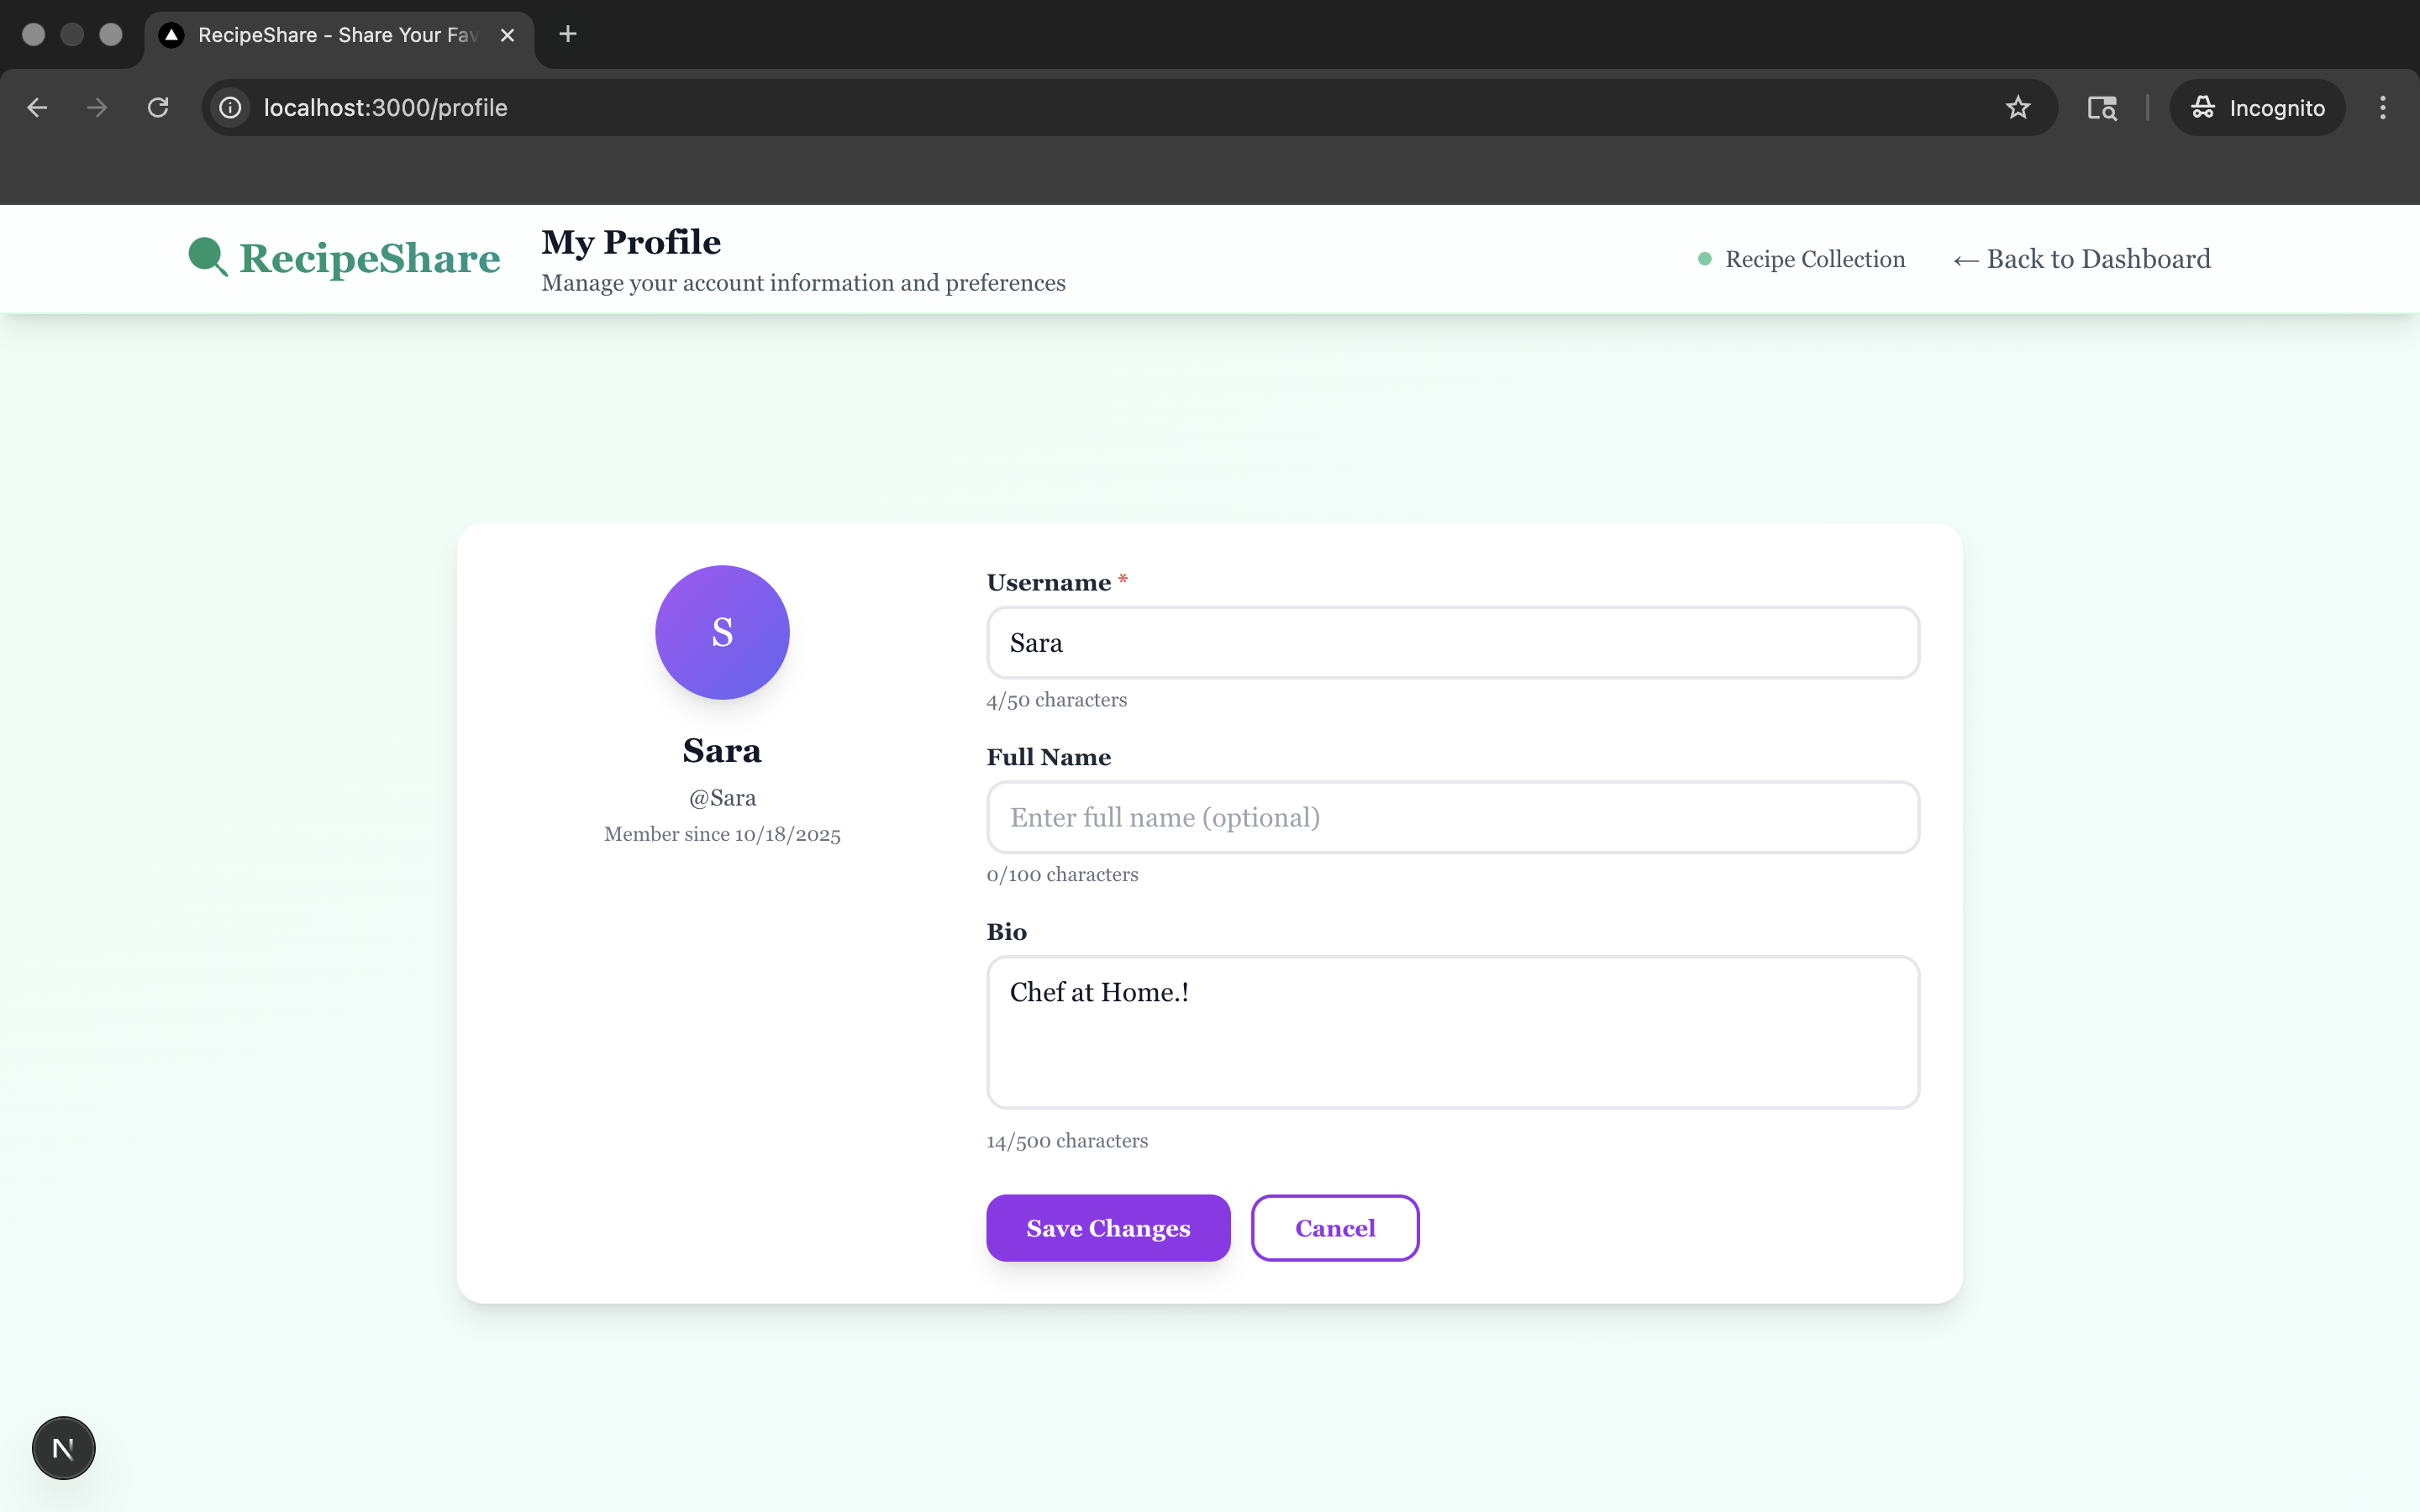 RecipeShare - Share Your Fav
localhost:3000/profile
Incognito
RecipeShare
My Profile
Manage your account information and preferences
Recipe Collection
← Back to Dashboard
S
Sara
@Sara
Member since 10/18/2025
Username *
Sara
4/50 characters
Full Name
Enter full name (optional)
0/100 characters
Bio
Chef at Home.!
14/500 characters
Save Changes
Cancel
N